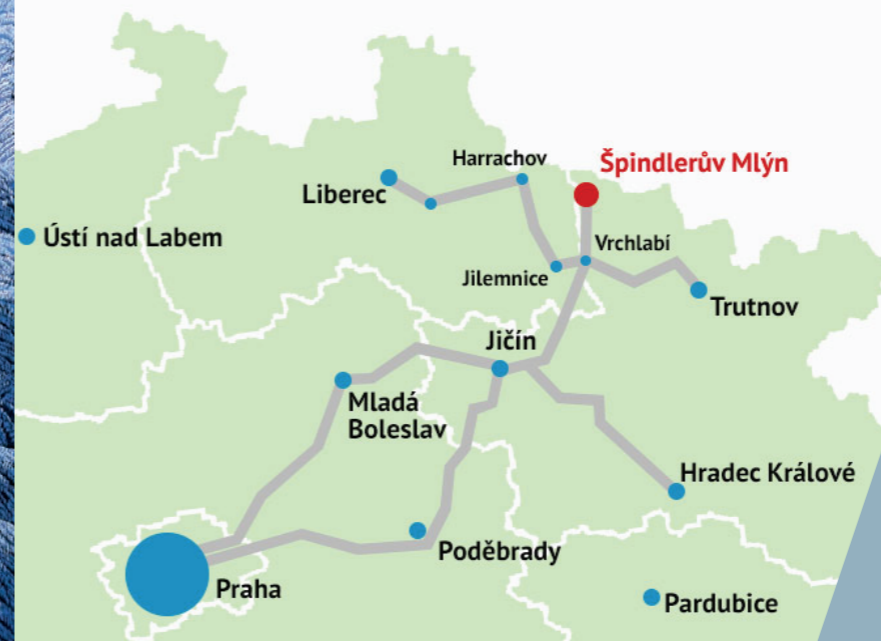 Harrachov
Špindlerův Mlýn
Liberec
Ústí nad Labem
Vrchlabí
Jilemnice
Trutnov
Jičín
Mladá
Boleslav
Hradec Králové
Poděbrady
Praha
Pardubice